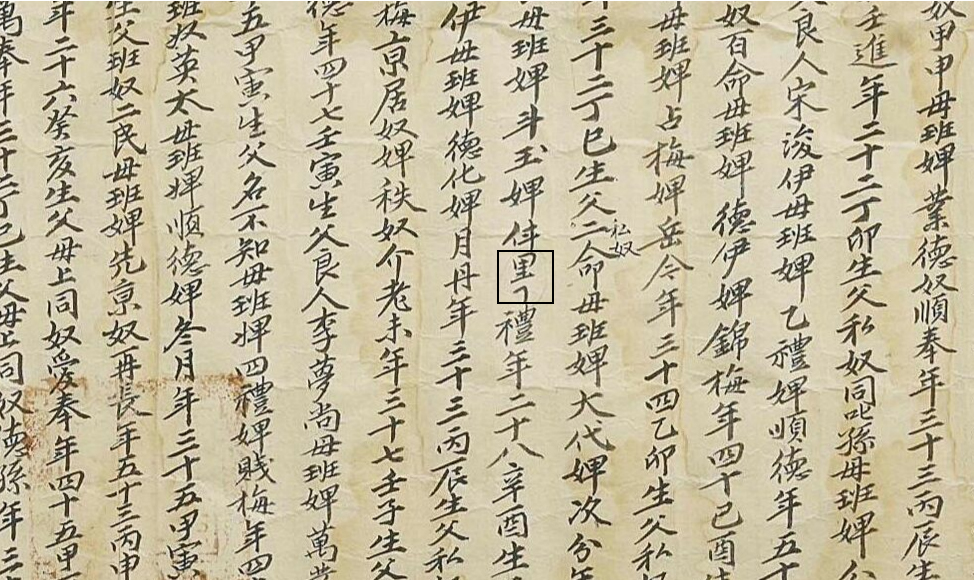 奴甲申母班婢業德奴順奉年三十三丙辰生
壬進年二十二丁卯生父私奴同叱孫母班婢
良人宋浚伊母班婢乙禮婢順德年五十
奴百命母班婢德伊婢錦梅年四十己酉
母班婢占梅婢岳今年三十四乙卯生父私
私奴
年三十二丁巳生父二命母班婢大代婢次分年
母班婢斗玉婢件里了禮年二十八辛酉生
伊母班婢德化婢月丹年三十三丙辰生父私
梅京居奴婢秩奴介老未年三十七壬子生父
德年四十七壬寅生父良人李夢尚母班婢萬
五甲寅生父名不知母班婢四禮婢賤梅年四
班奴英太母班婢順德婢冬月年三十五甲寅
生父班奴二民母班婢先京奴再長年五十三丙申
年二十六癸亥生父母上同奴愛奉年四十五甲
萬奉年三十二丁巳生父母上同奴德孫年三